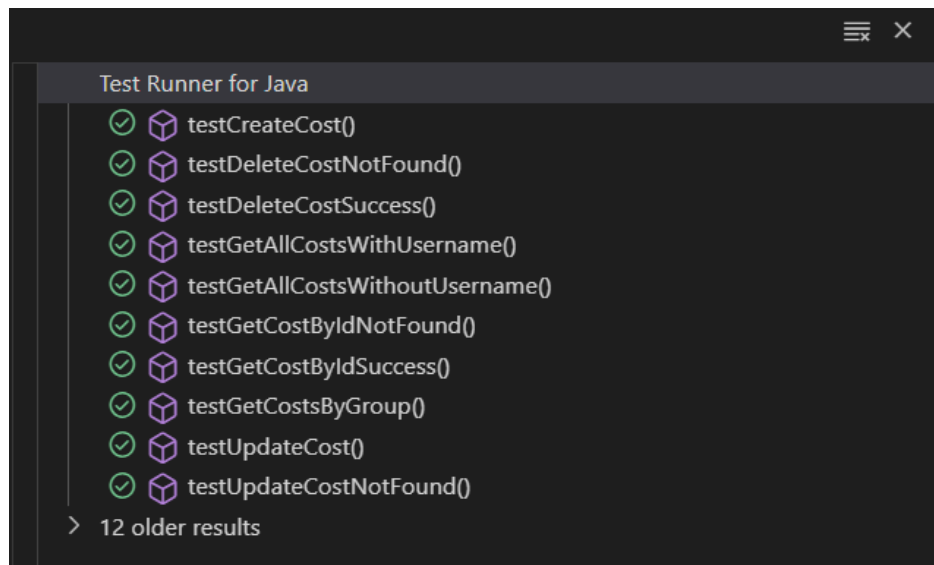 Test Runner for Java
testCreateCost()
testDeleteCostNotFound()
testDeleteCostSuccess()
testGetAllCostsWithUsername()
testGetAllCostsWithoutUsername()
testGetCostByIdNotFound()
testGetCostByIdSuccess()
testGetCostsByGroup()
testUpdateCost()
testUpdateCostNotFound()
12 older results